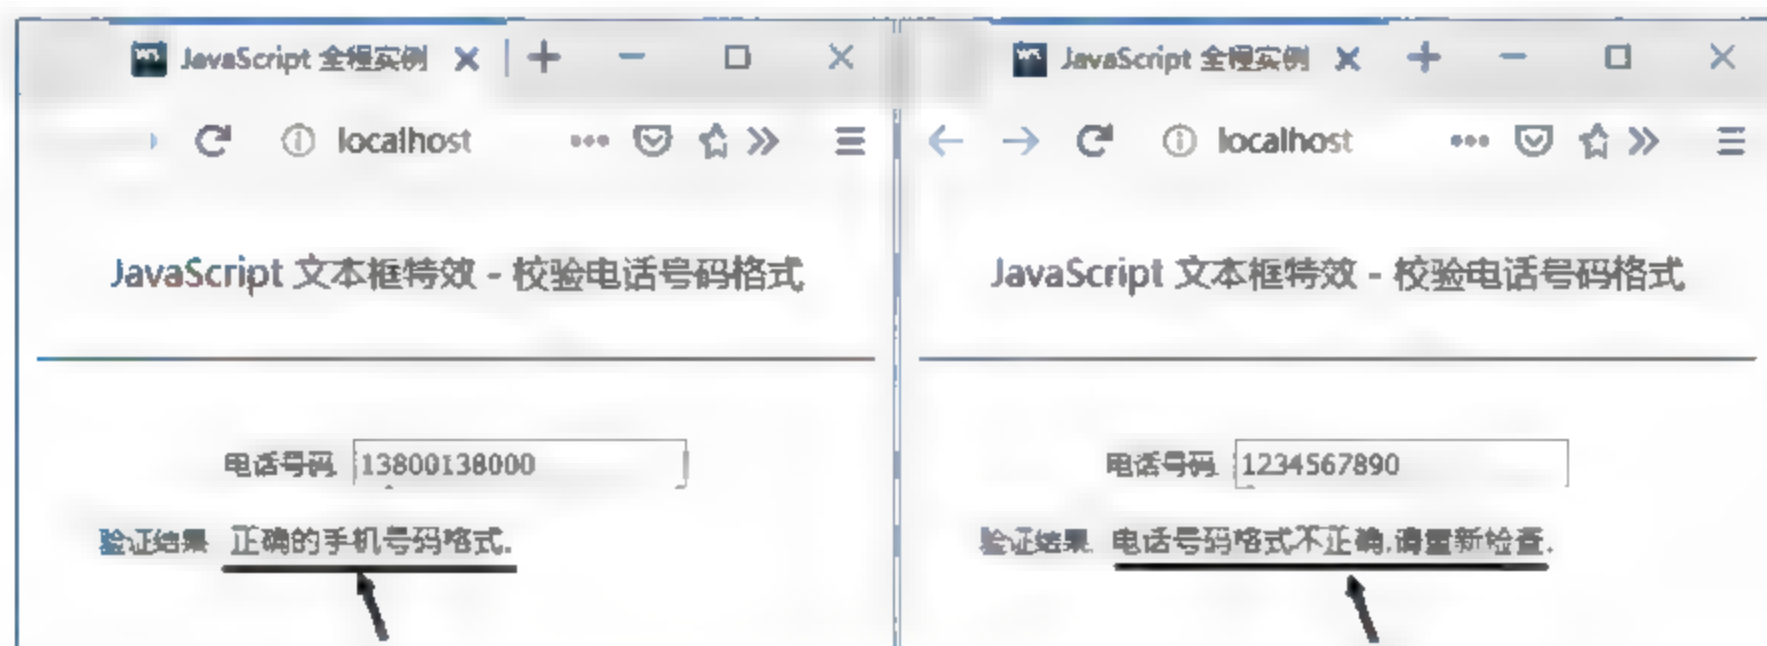 JavaScript 全程实例
localhost
JavaScript 文本框特效 - 校验电话号码格式
电话号码 13800138000
验证结果 正确的手机号码格式.
JavaScript 全程实例
localhost
JavaScript 文本框特效 - 校验电话号码格式
电话号码 1234567890
验证结果 电话号码格式不正确,请重新检查.